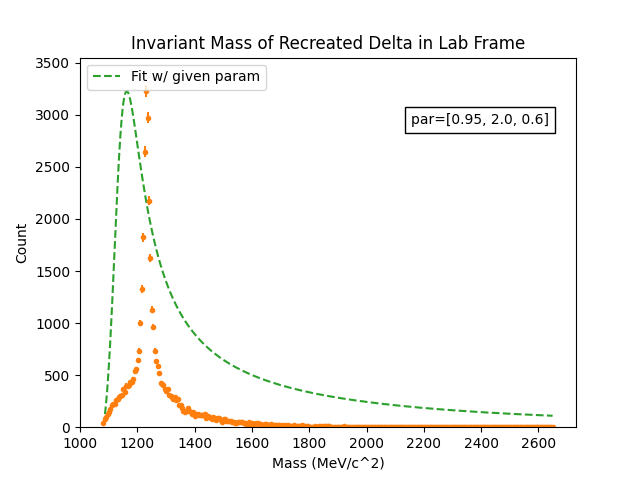 Invariant Mass of Recreated Delta in Lab Frame
Fit w/ given param
par=[0.95, 2.0, 0.6]
3500
3000
2500
2000
1500
1000
500
0
Count
1000 1200 1400 1600 1800 2000 2200 2400 2600
Mass (MeV/c^2)